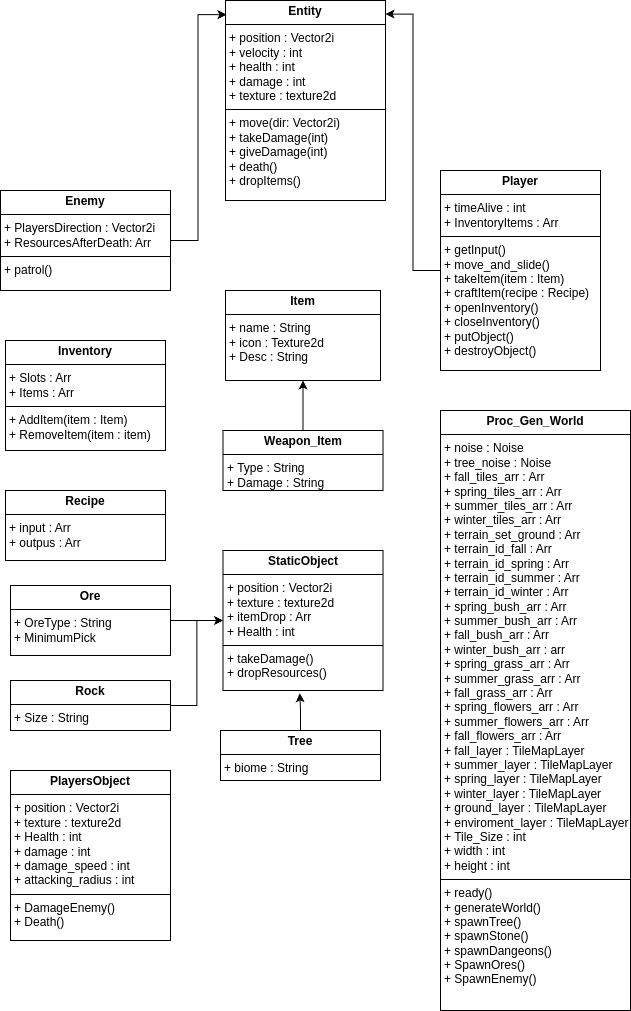 Entity
+ position : Vector2i
+ velocity : int
+ health : int
+ damage : int
+ texture : texture2d
+ move(dir: Vector2i)
+ takeDamage(int)
+ giveDamage(int)
+ death()
+ dropItems()
Enemy
+ PlayersDirection : Vector2i
+ ResourcesAfterDeath: Arr
+ patrol()
Player
+ timeAlive : int
+ InventoryItems : Arr
+ getInput()
+ move_and_slide()
+ takeItem(item : Item)
+ craftItem(recipe : Recipe)
+ openInventory()
+ closeInventory()
+ putObject()
+ destroyObject()
Item
+ name : String
+ icon : Texture2d
+ Desc : String
Inventory
+ Slots : Arr
+ Items : Arr
+ AddItem(item : Item)
+ RemoveItem(item : item)
Weapon_Item
+ Type : String
+ Damage : String
Recipe
+ input : Arr
+ outpus : Arr
StaticObject
+ position : Vector2i
+ texture : texture2d
+ itemDrop : Arr
+ Health : int
+ takeDamage()
+ dropResources()
Ore
+ OreType : String
+ MinimumPick
Rock
+ Size : String
Tree
+ biome : String
PlayersObject
+ position : Vector2i
+ texture : texture2d
+ Health : int
+ damage : int
+ damage_speed : int
+ attacking_radius : int
+ DamageEnemy()
+ Death()
Proc_Gen_World
+ noise : Noise
+ tree_noise : Noise
+ fall_tiles_arr : Arr
+ spring_tiles_arr : Arr
+ summer_tiles_arr : Arr
+ winter_tiles_arr : Arr
+ terrain_set_ground : Arr
+ terrain_id_fall : Arr
+ terrain_id_spring : Arr
+ terrain_id_summer : Arr
+ terrain_id_winter : Arr
+ spring_bush_arr : Arr
+ summer_bush_arr : Arr
+ fall_bush_arr : Arr
+ winter_bush_arr : arr
+ spring_grass_arr : Arr
+ summer_grass_arr : Arr
+ fall_grass_arr : Arr
+ spring_flowers_arr : Arr
+ summer_flowers_arr : Arr
+ fall_flowers_arr : Arr
+ fall_layer : TileMapLayer
+ summer_layer : TileMapLayer
+ spring_layer : TileMapLayer
+ winter_layer : TileMapLayer
+ ground_layer : TileMapLayer
+ enviroment_layer : TileMapLayer
+ Tile_Size : int
+ width : int
+ height : int
+ ready()
+ generateWorld()
+ spawnTree()
+ spawnStone()
+ spawnDangeons()
+ SpawnOres()
+ SpawnEnemy()